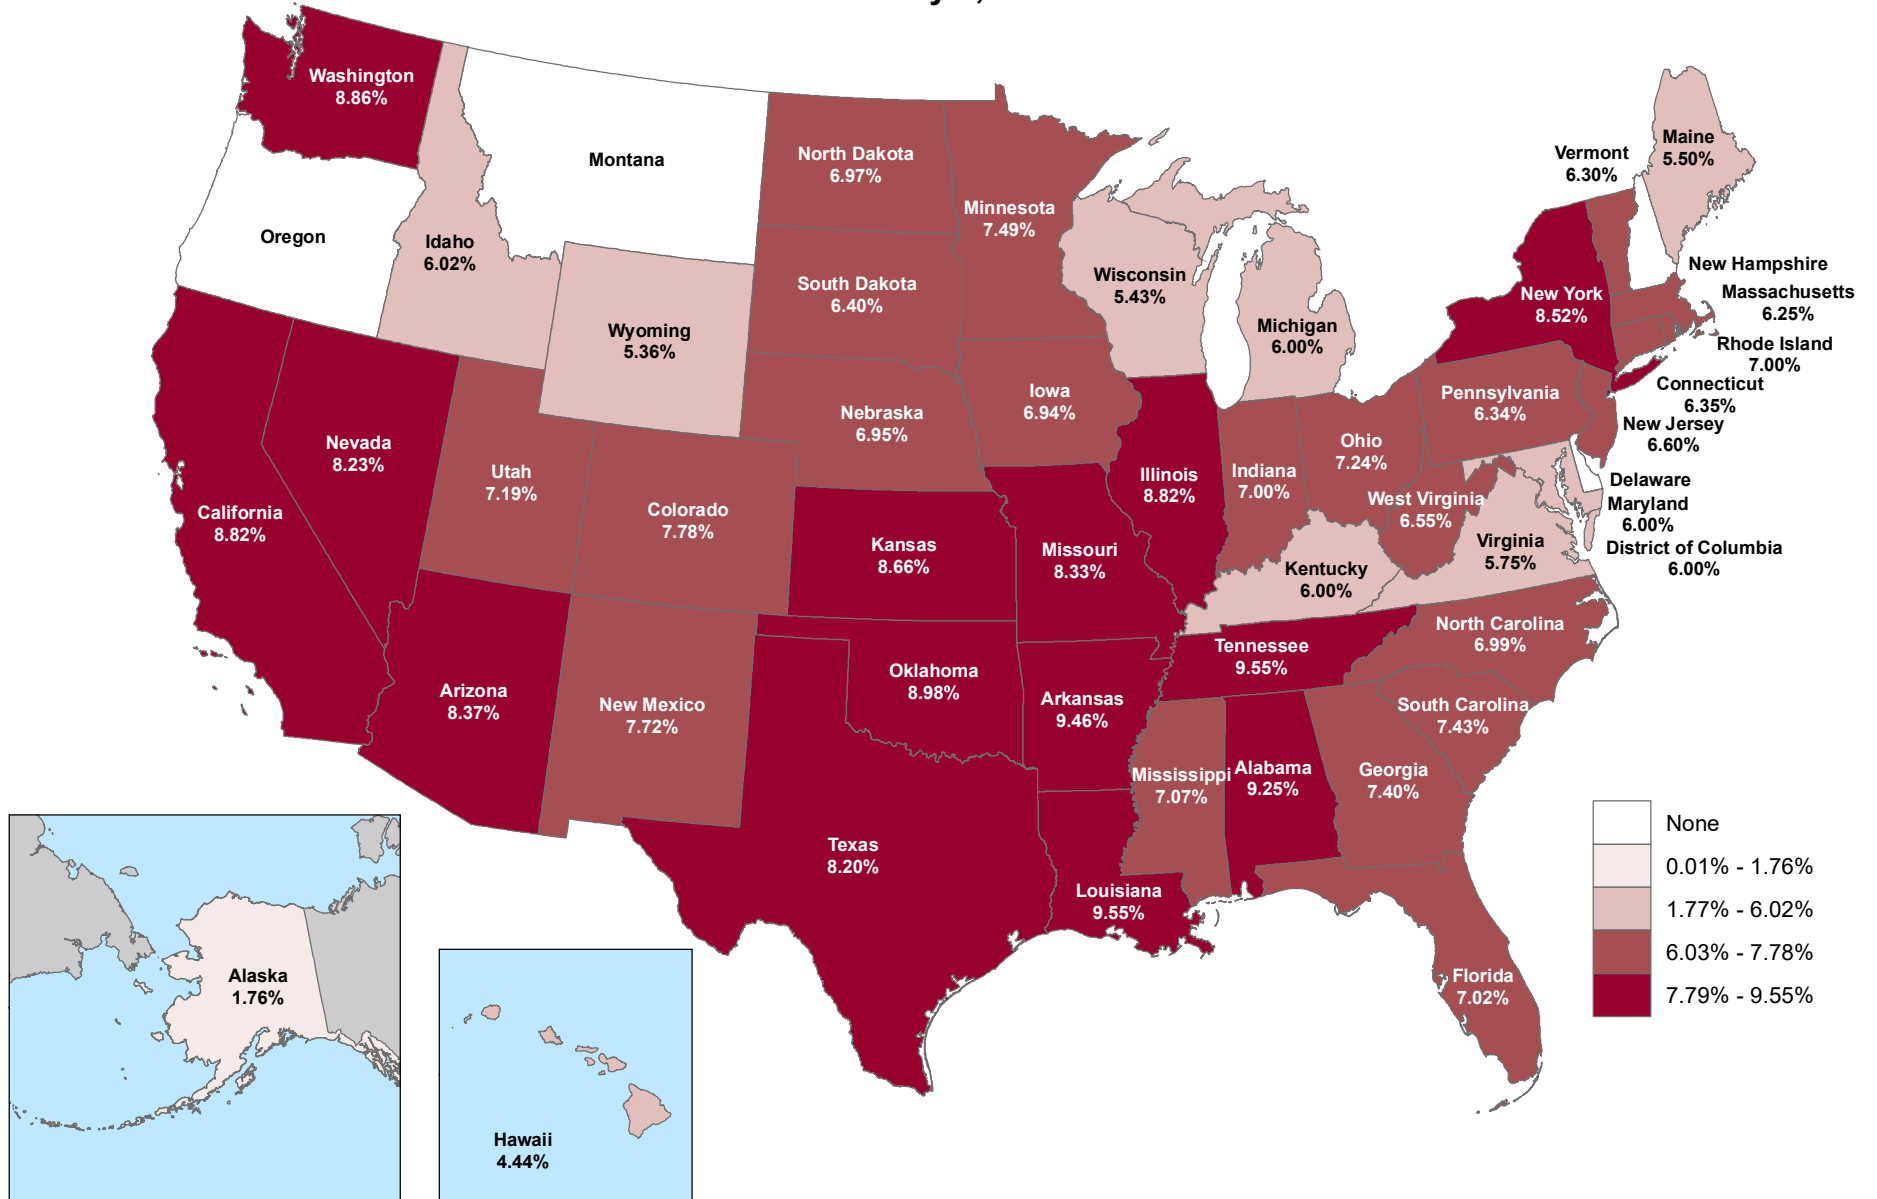 Washington
8.86%
Montana
Oregon
Idaho
6.02%
Wyoming
5.36%
North Dakota
6.97%
South Dakota
6.40%
Nebraska
6.95%
Minnesota
7.49%
Iowa
6.94%
Wisconsin
5.43%
Michigan
6.00%
Vermont
6.30%
Maine
5.50%
New Hampshire
Massachusetts
6.25%
New York
8.52%
Rhode Island
7.00%
Connecticut
6.35%
New Jersey
6.60%
Pennsylvania
6.34%
Delaware
Maryland
6.00%
District of Columbia
6.00%
Nevada
8.23%
California
8.82%
Utah
7.19%
Colorado
7.78%
Kansas
8.66%
Missouri
8.33%
Illinois
8.82%
Indiana
7.00%
Ohio
7.24%
West Virginia
6.55%
Virginia
5.75%
Kentucky
6.00%
Tennessee
9.55%
North Carolina
6.99%
South Carolina
7.43%
Arizona
8.37%
New Mexico
7.72%
Oklahoma
8.98%
Arkansas
9.46%
Mississippi
7.07%
Alabama
9.25%
Georgia
7.40%
Texas
8.20%
Louisiana
9.55%
Florida
7.02%
Alaska
1.76%
Hawaii
4.44%
None
0.01% - 1.76%
1.77% - 6.02%
6.03% - 7.78%
7.79% - 9.55%